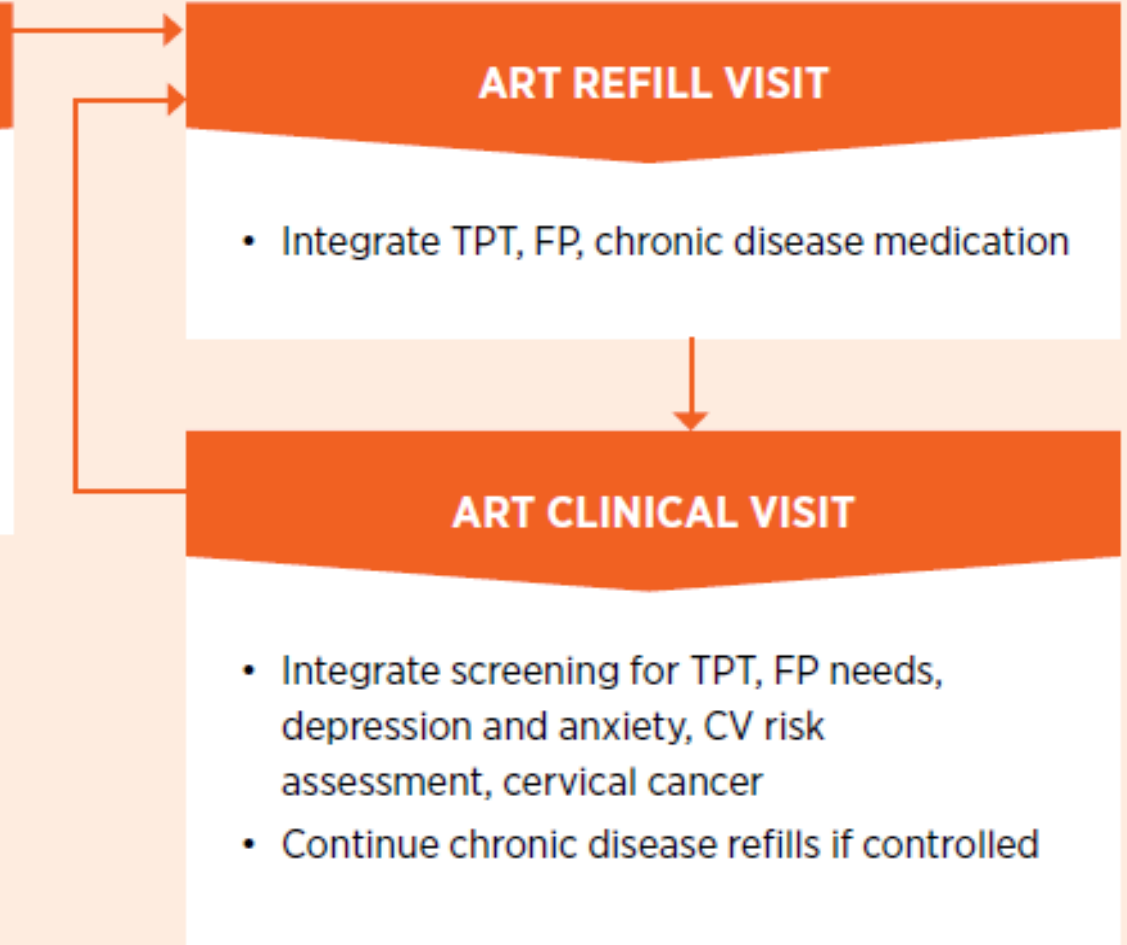 ART REFILL VISIT
• Integrate TPT, FP, chronic disease medication
ART CLINICAL VISIT
• Integrate screening for TPT, FP needs,
depression and anxiety, CV risk
assessment, cervical cancer
• Continue chronic disease refills if controlled